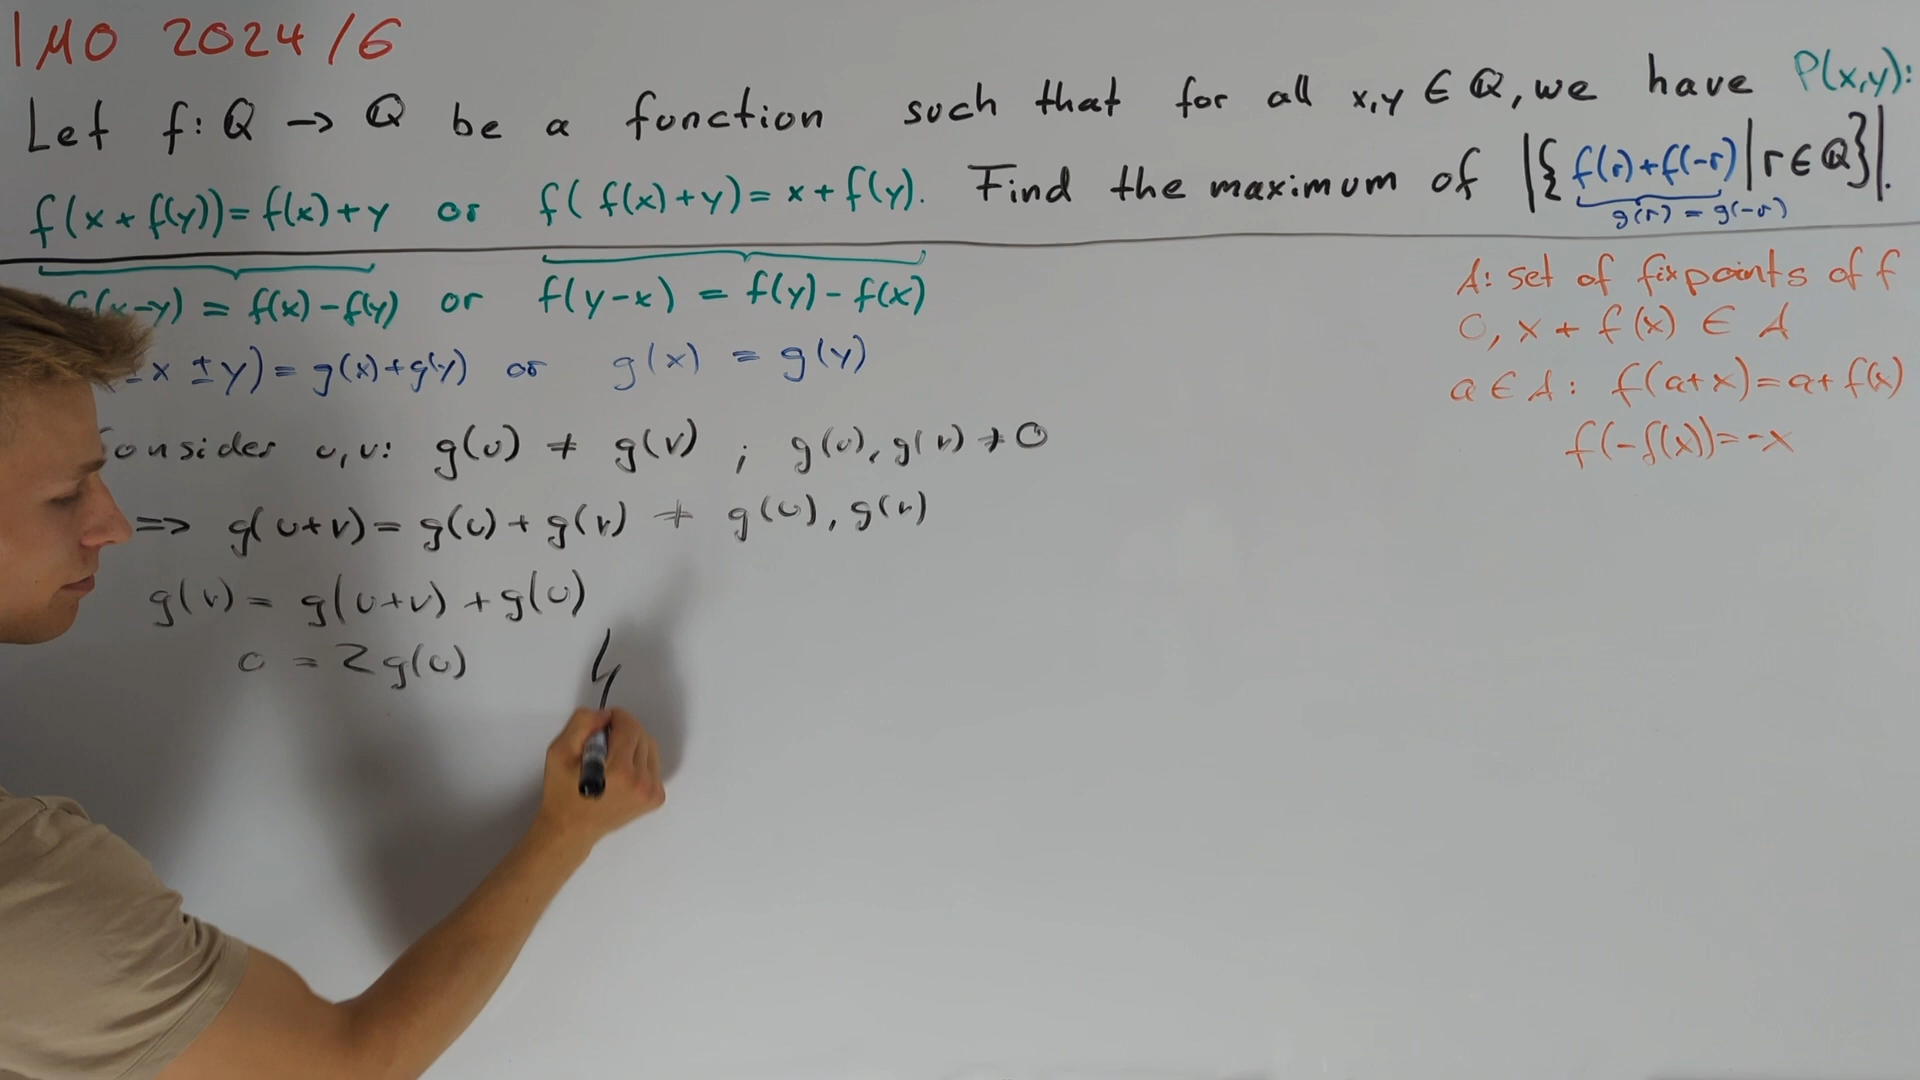 IMO 2024/6
Let f: ℚ → ℚ be a function such that for all x,y ∈ ℚ, we have P(x,y):
f(x+f(y))=f(x)+y or f(f(x)+y)=x+f(y). Find the maximum of |{f(r)+f(-r)|r∈ℚ}|.
g(r) = g(-r)
(x-y) = f(x)-f(y) or f(y-x) = f(y)-f(x)
x ± y)=g(x)+g(y) or g(x) = g(y)
onsider u,v: g(u) ≠ g(v) ; g(u), g(v) ≠ 0
=> g(u+v)= g(u)+g(v) ≠ g(u), g(v)
g(v)= g(u+v)+g(u)
0 = 2g(u)
A: set of fixpoints of f
0, x + f(x) ∈ A
a ∈ A: f(a+x)=a+f(x)
f(-f(x))=-x